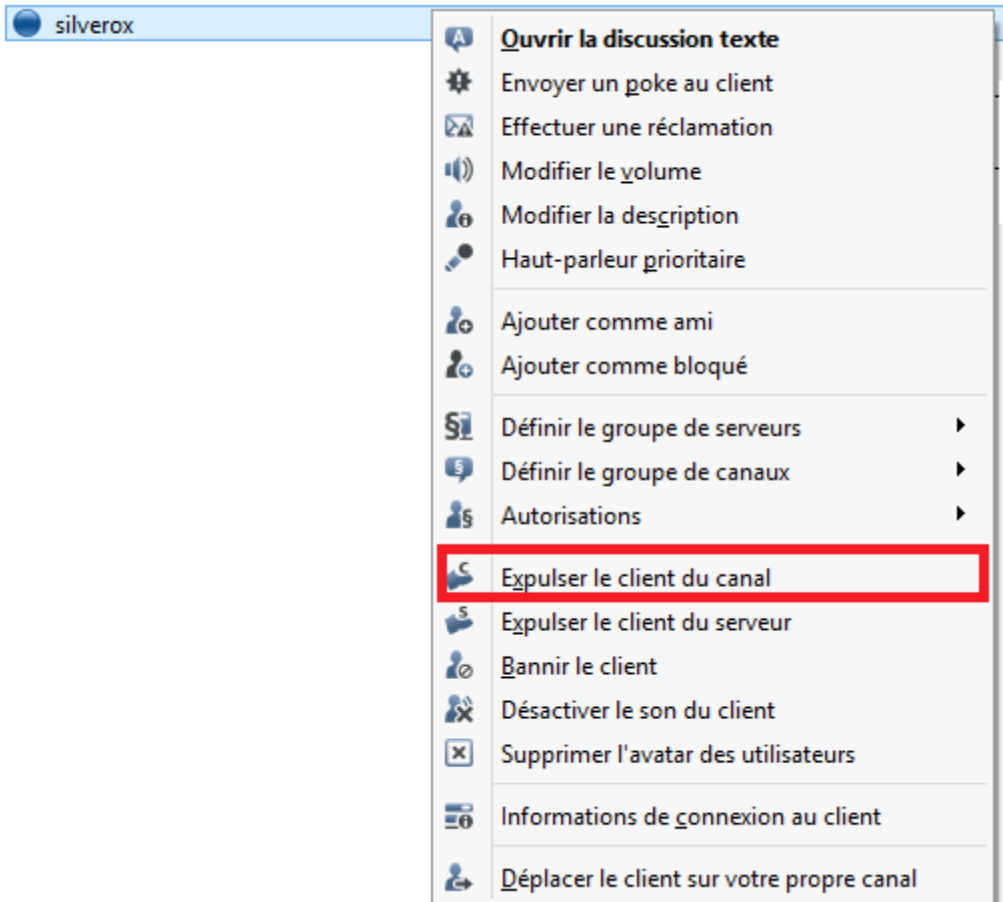 silverox
Ouvrir la discussion texte
Envoyer un poke au client
Effectuer une réclamation
Modifier le volume
Modifier la description
Haut-parleur prioritaire
Ajouter comme ami
Ajouter comme bloqué
Définir le groupe de serveurs
Définir le groupe de canaux
Autorisations
Expulser le client du canal
Expulser le client du serveur
Bannir le client
Désactiver le son du client
Supprimer l'avatar des utilisateurs
Informations de connexion au client
Déplacer le client sur votre propre canal